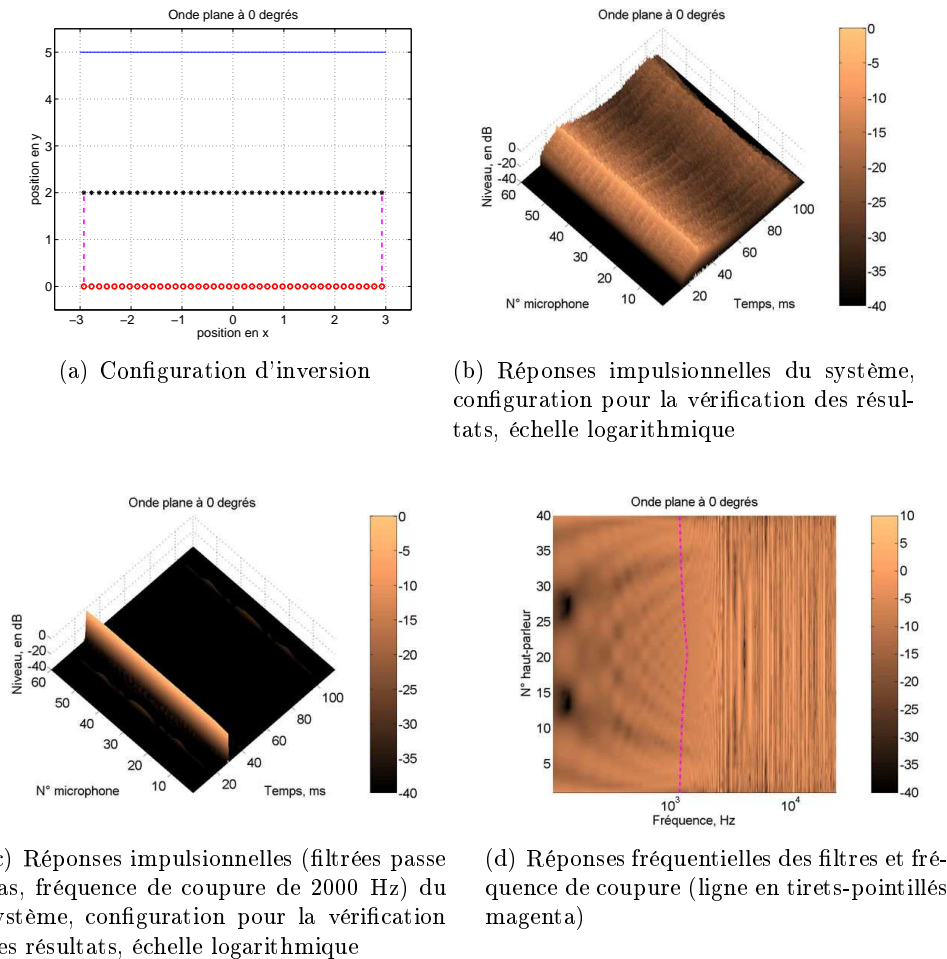 Onde plane à 0 degrés
5
4
3
2
1
0
position en y
−3 −2 −1 0 1 2 3
position en x
(a) Configuration d'inversion
Onde plane à 0 degrés
0
-5
-10
-15
-20
-25
-30
-35
-40
Niveau, en dB
0
-20
-40
60
50
40
30
20
10
N° microphone
20
40
60
80
100
Temps, ms
(b) Réponses impulsionnelles du système,
configuration pour la vérification des résul-
tats, échelle logarithmique
Onde plane à 0 degrés
0
-5
-10
-15
-20
-25
-30
-35
-40
Niveau, en dB
0
-20
-40
60
50
40
30
20
10
N° microphone
20
40
60
80
100
Temps, ms
c) Réponses impulsionnelles (filtrées passe
as, fréquence de coupure de 2000 Hz) du
ystème, configuration pour la vérification
es résultats, échelle logarithmique
Onde plane à 0 degrés
40
35
30
25
20
15
10
5
N° haut-parleur
10³ 10⁴
Fréquence, Hz
10
5
0
-5
-10
-15
-20
-25
-30
-35
-40
(d) Réponses fréquentielles des filtres et fré-
quence de coupure (ligne en tirets-pointillés
magenta)